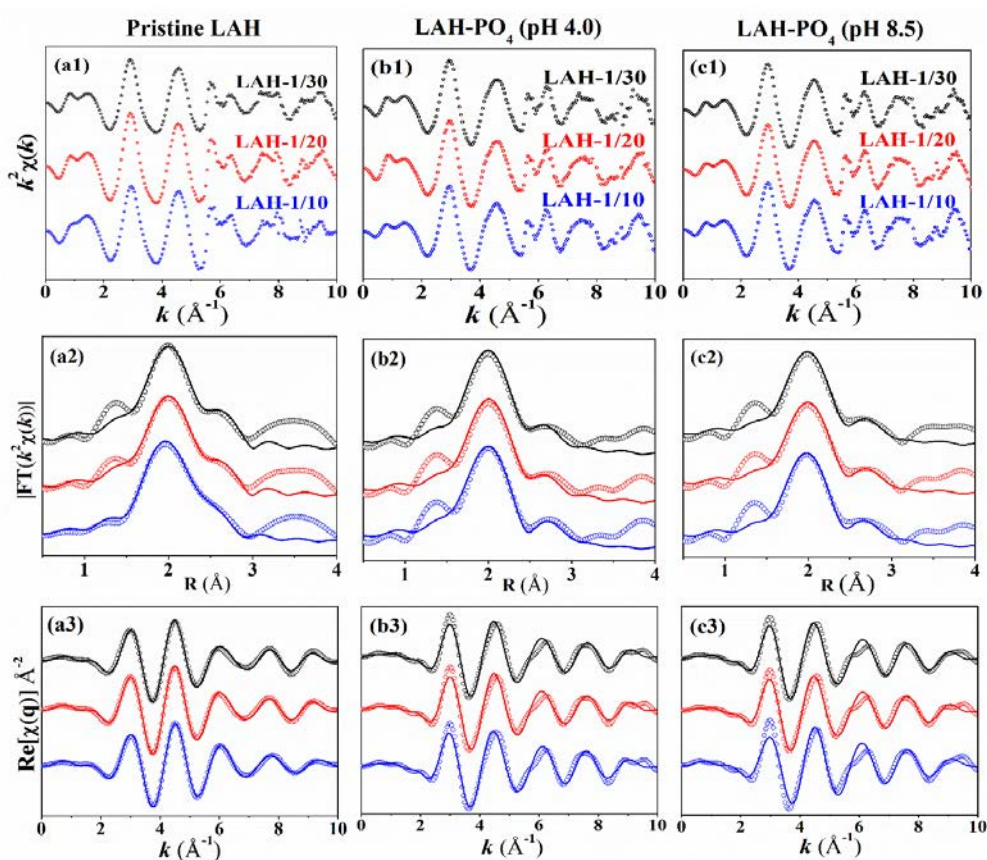 Pristine LAH
LAH-PO₄ (pH 4.0)
LAH-PO₄ (pH 8.5)
k²χ(k)
(a1)
LAH-1/30
LAH-1/20
LAH-1/10
0 2 4 6 8 10
k (Å⁻¹)
(b1)
LAH-1/30
LAH-1/20
LAH-1/10
0 2 4 6 8 10
k (Å⁻¹)
(c1)
LAH-1/30
LAH-1/20
LAH-1/10
0 2 4 6 8 10
k (Å⁻¹)
|FT(k²χ(k))|
(a2)
1 2 3 4
R (Å)
(b2)
1 2 3 4
R (Å)
(c2)
1 2 3 4
R (Å)
Re[χ(q)] Å⁻²
(a3)
0 2 4 6 8 10
k (Å⁻¹)
(b3)
0 2 4 6 8 10
k (Å⁻¹)
(c3)
0 2 4 6 8 10
k (Å⁻¹)